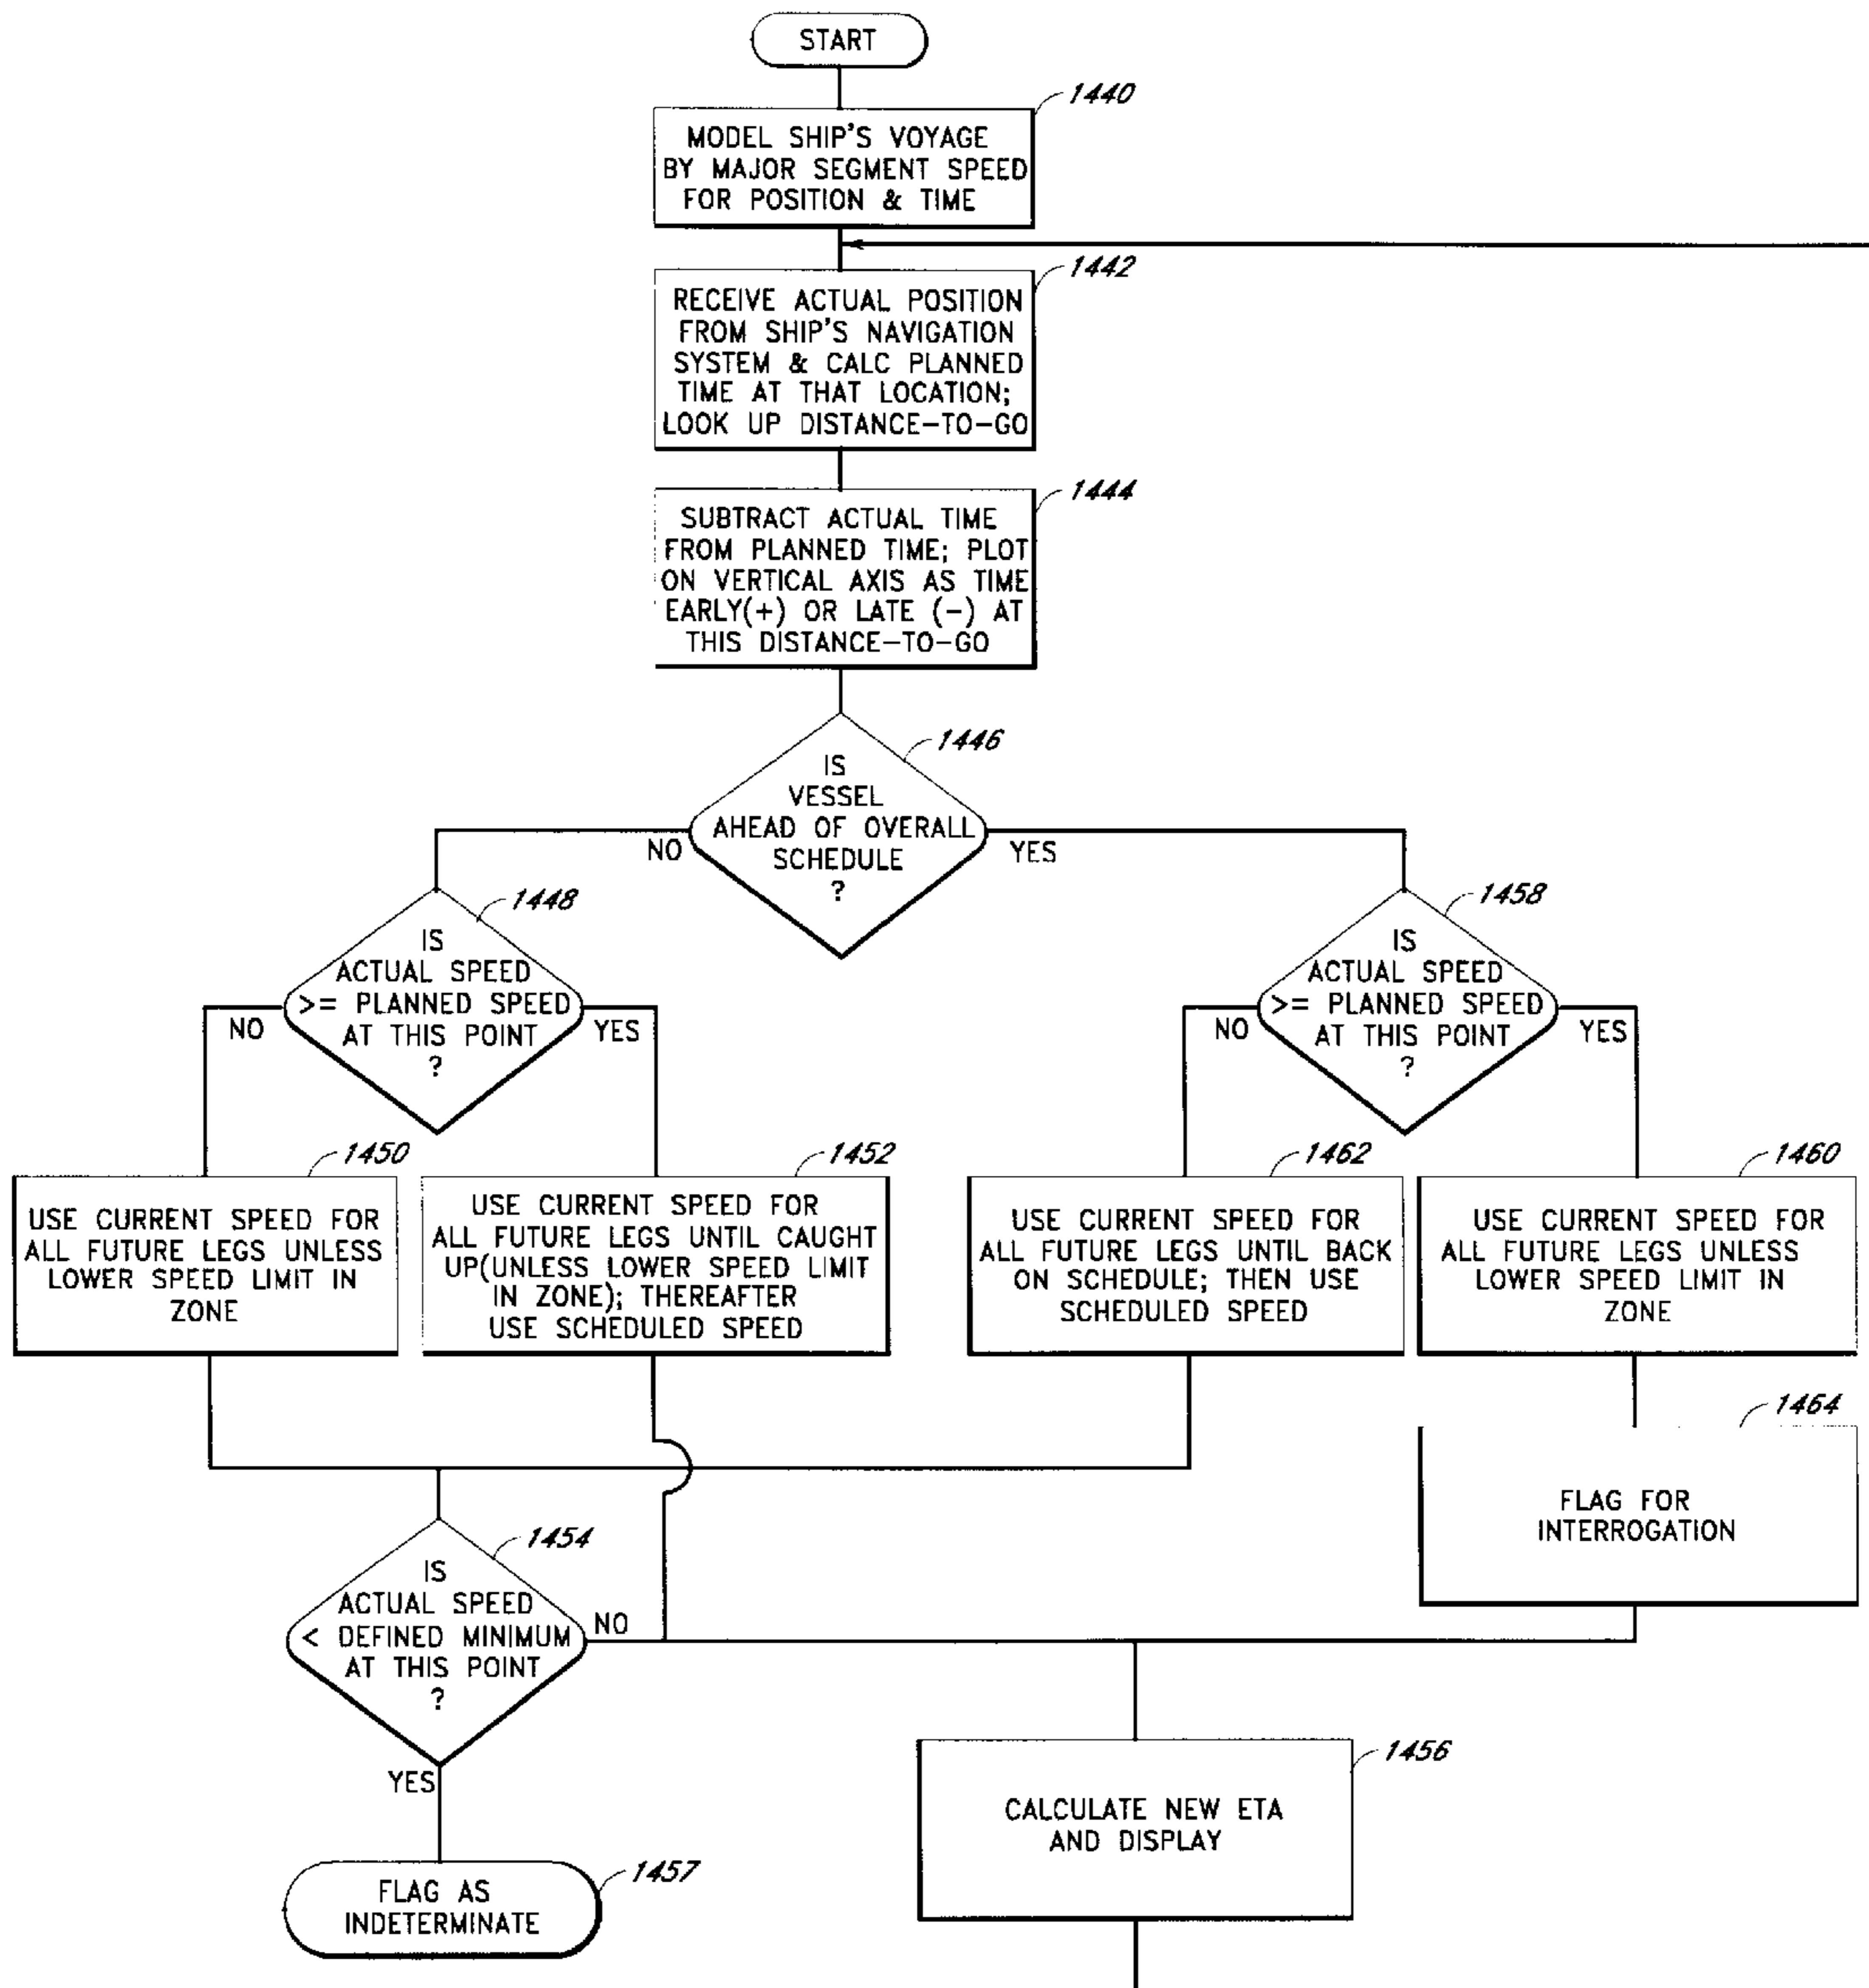 START
1440
MODEL SHIP'S VOYAGE
BY MAJOR SEGMENT SPEED
FOR POSITION & TIME
1442
RECEIVE ACTUAL POSITION
FROM SHIP'S NAVIGATION
SYSTEM & CALC PLANNED
TIME AT THAT LOCATION;
LOOK UP DISTANCE-TO-GO
1444
SUBTRACT ACTUAL TIME
FROM PLANNED TIME; PLOT
ON VERTICAL AXIS AS TIME
EARLY(+) OR LATE (-) AT
THIS DISTANCE-TO-GO
1446
IS
VESSEL
AHEAD OF OVERALL
SCHEDULE
?
NO
YES
1448
IS
ACTUAL SPEED
>= PLANNED SPEED
AT THIS POINT
?
NO
YES
1458
IS
ACTUAL SPEED
>= PLANNED SPEED
AT THIS POINT
?
NO
YES
1450
USE CURRENT SPEED FOR
ALL FUTURE LEGS UNLESS
LOWER SPEED LIMIT IN
ZONE
1452
USE CURRENT SPEED FOR
ALL FUTURE LEGS UNTIL CAUGHT
UP(UNLESS LOWER SPEED LIMIT
IN ZONE); THEREAFTER
USE SCHEDULED SPEED
1462
USE CURRENT SPEED FOR
ALL FUTURE LEGS UNTIL BACK
ON SCHEDULE; THEN USE
SCHEDULED SPEED
1460
USE CURRENT SPEED FOR
ALL FUTURE LEGS UNLESS
LOWER SPEED LIMIT IN
ZONE
1464
FLAG FOR
INTERROGATION
1454
IS
ACTUAL SPEED
< DEFINED MINIMUM
AT THIS POINT
?
NO
YES
1456
CALCULATE NEW ETA
AND DISPLAY
1457
FLAG AS
INDETERMINATE